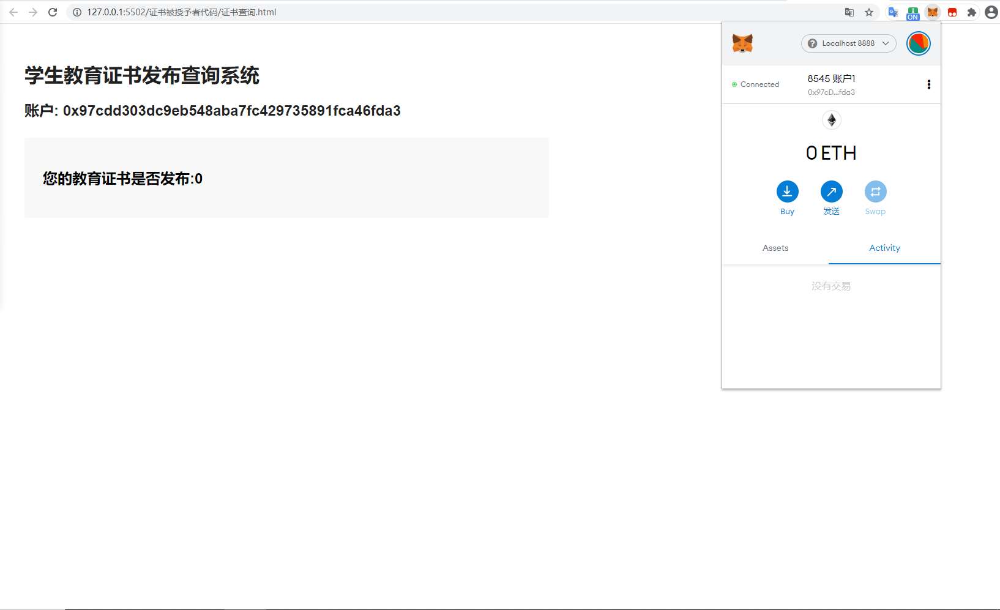 127.0.0.1:5502/证书被授予者代码/证书查询.html
ON
学生教育证书发布查询系统
账户: 0x97cdd303dc9eb548aba7fc429735891fca46fda3
您的教育证书是否发布:0
Localhost 8888
Connected
8545 账户1
0x97cD...fda3
0 ETH
Buy
发送
Swap
Assets
Activity
没有交易